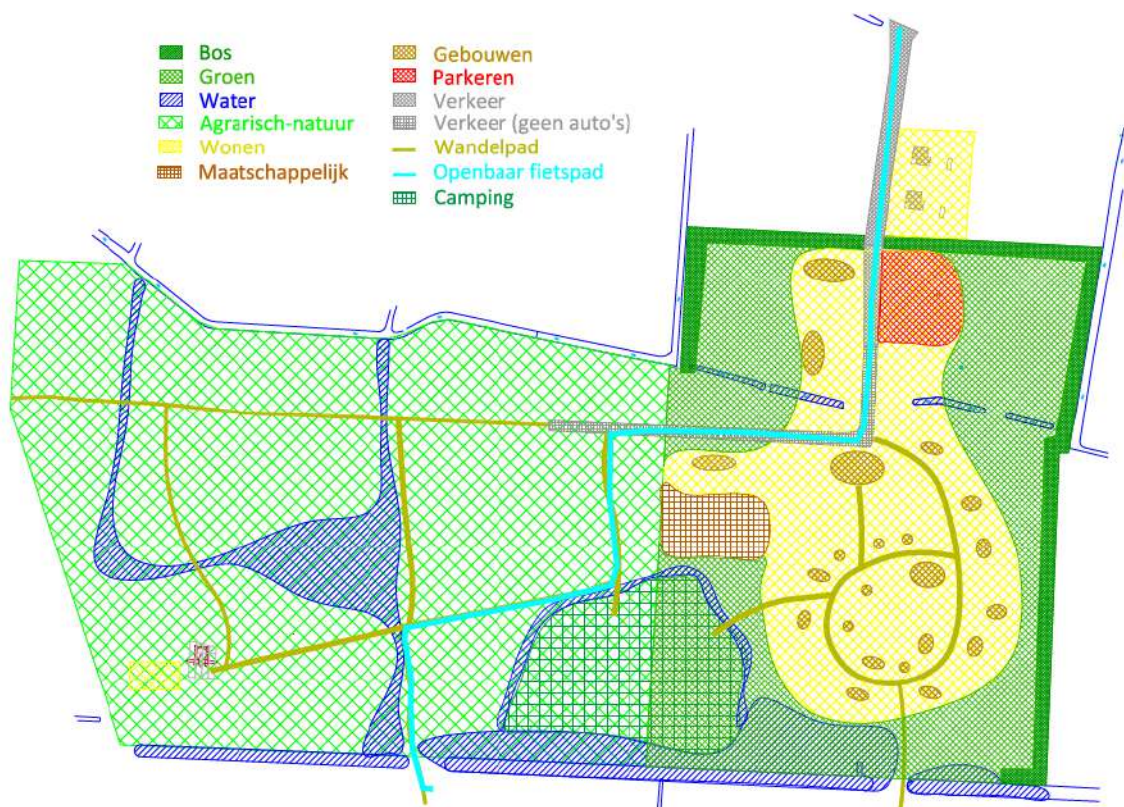 Bos
Groen
Water
Agrarisch-natuur
Wonen
Maatschappelijk
Gebouwen
Parkeren
Verkeer
Verkeer (geen auto's)
Wandelpad
Openbaar fietspad
Camping